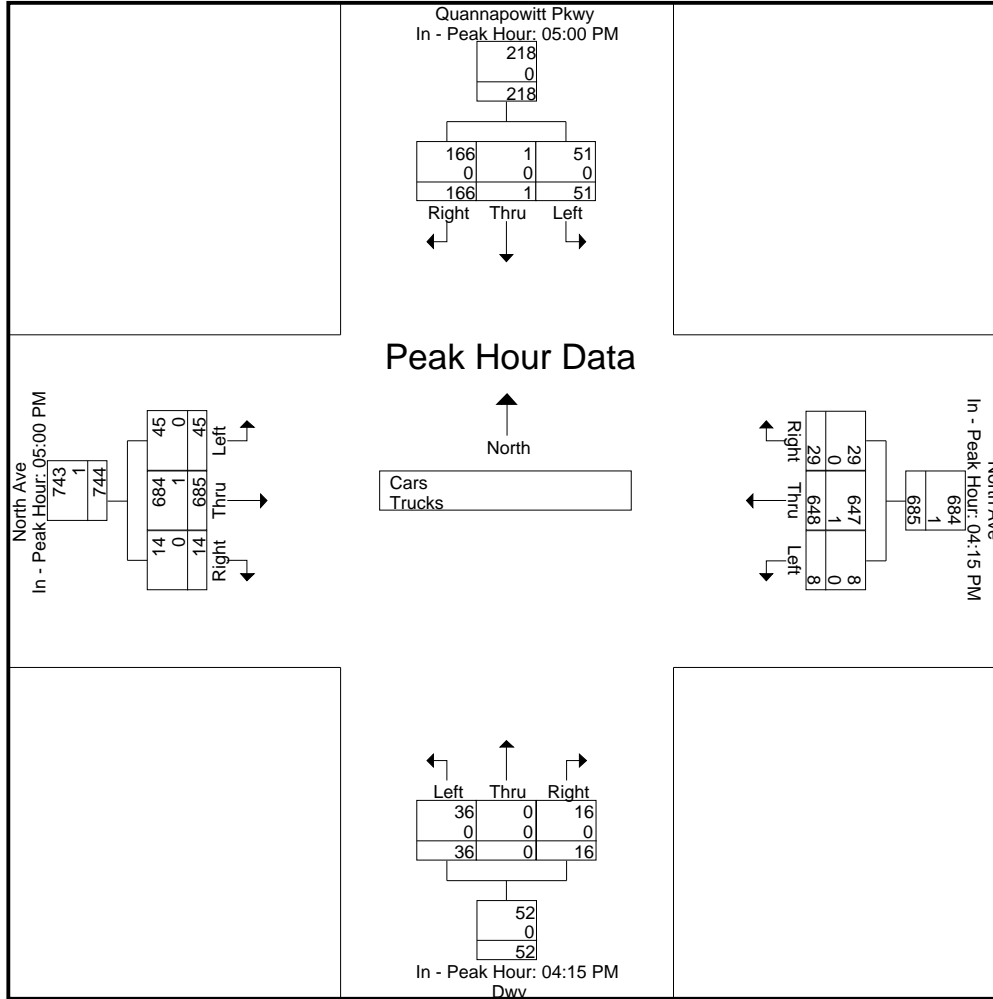 Quannapowitt Pkwy
In - Peak Hour: 05:00 PM
218
0
218
166 1 51
0 0 0
166 1 51
Right Thru Left
Peak Hour Data
North
Cars
Trucks
North Ave
In - Peak Hour: 05:00 PM
743
1
744
45 0 45
Left
684 1 685
Thru
14 0 14
Right
Right
29 0 29
Thru
648 1 647
Left
8 0 8
685 1 684
In - Peak Hour: 04:15 PM
North Ave
Left Thru Right
36 0 16
0 0 0
36 0 16
52
0
52
In - Peak Hour: 04:15 PM
Dwy